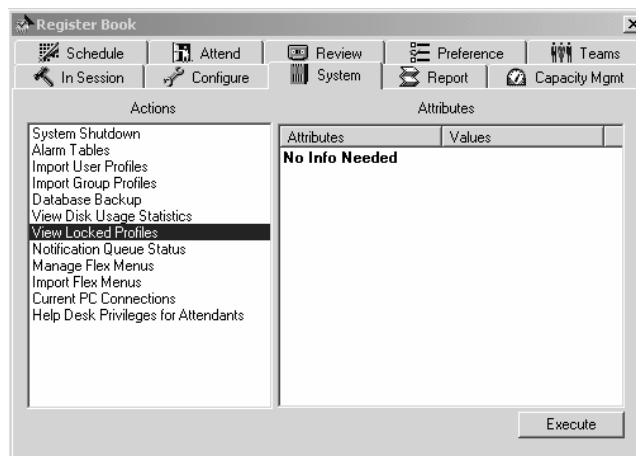 Register Book
Schedule Attend Review Preference Teams
In Session Configure System Report Capacity Mgmt
Actions Attributes
System Shutdown
Alarm Tables
Import User Profiles
Import Group Profiles
Database Backup
View Disk Usage Statistics
View Locked Profiles
Notification Queue Status
Manage Flex Menus
Import Flex Menus
Current PC Connections
Help Desk Privileges for Attendants
Attributes Values
No Info Needed
Execute